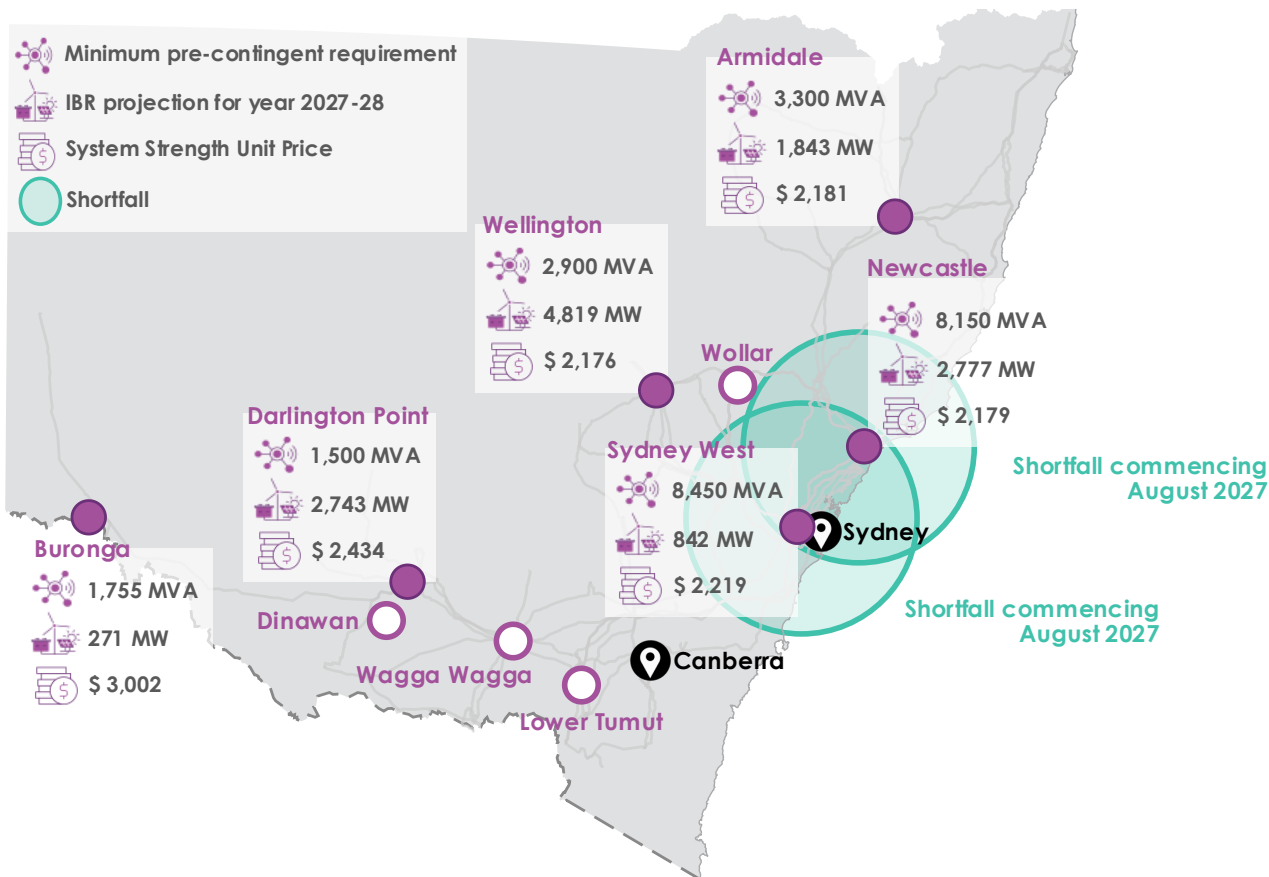 Minimum pre-contingent requirement
IBR projection for year 2027-28
System Strength Unit Price
Shortfall
Armidale
3,300 MVA
1,843 MW
$ 2,181
Wellington
2,900 MVA
4,819 MW
$ 2,176
Newcastle
8,150 MVA
2,777 MW
$ 2,179
Wollar
Darlington Point
1,500 MVA
2,743 MW
$ 2,434
Sydney West
8,450 MVA
842 MW
$ 2,219
Shortfall commencing
August 2027
Sydney
Buronga
1,755 MVA
271 MW
$ 3,002
Dinawan
Shortfall commencing
August 2027
Wagga Wagga
Canberra
Lower Tumut